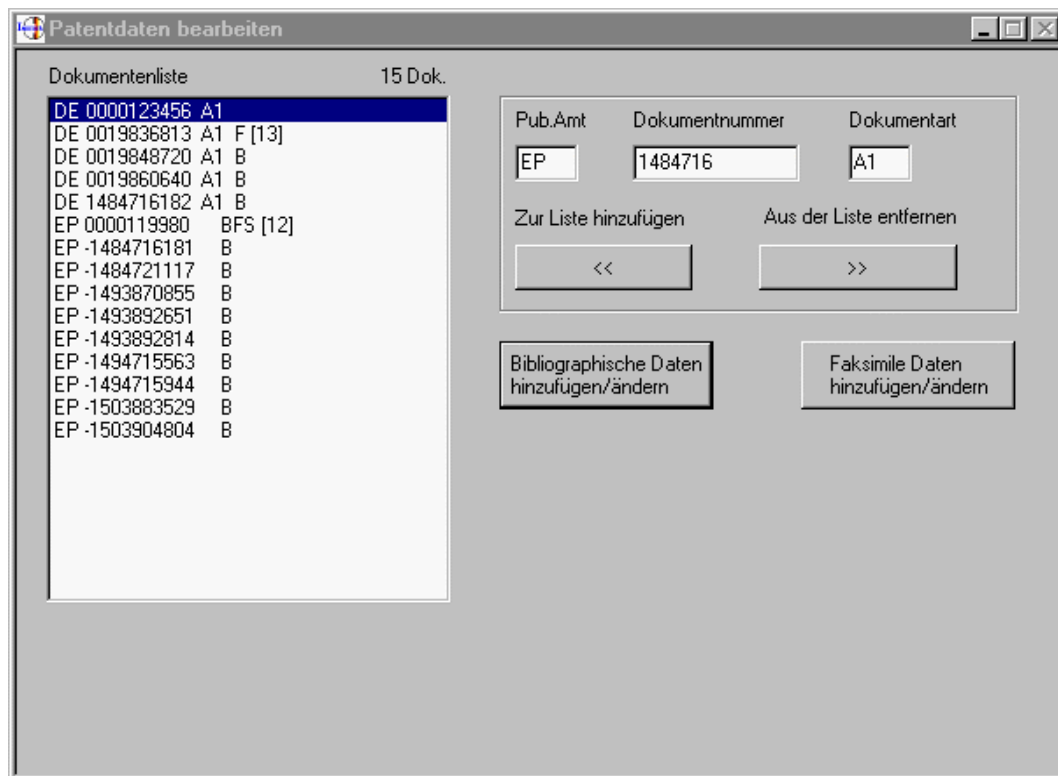 Patentdaten bearbeiten
Dokumentenliste 15 Dok.
DE 0000123456 A1
DE 0019836813 A1 F [13]
DE 0019848720 A1 B
DE 0019860640 A1 B
DE 1484716182 A1 B
EP 0000119980 BFS [12]
EP -1484716181 B
EP -1484721117 B
EP -1493870855 B
EP -1493892651 B
EP -1493892814 B
EP -1494715563 B
EP -1494715944 B
EP -1503883529 B
EP -1503904804 B
Pub.Amt Dokumentnummer Dokumentart
EP 1484716 A1
Zur Liste hinzufügen Aus der Liste entfernen
<< >>
Bibliographische Daten
hinzufügen/ändern
Faksimile Daten
hinzufügen/ändern